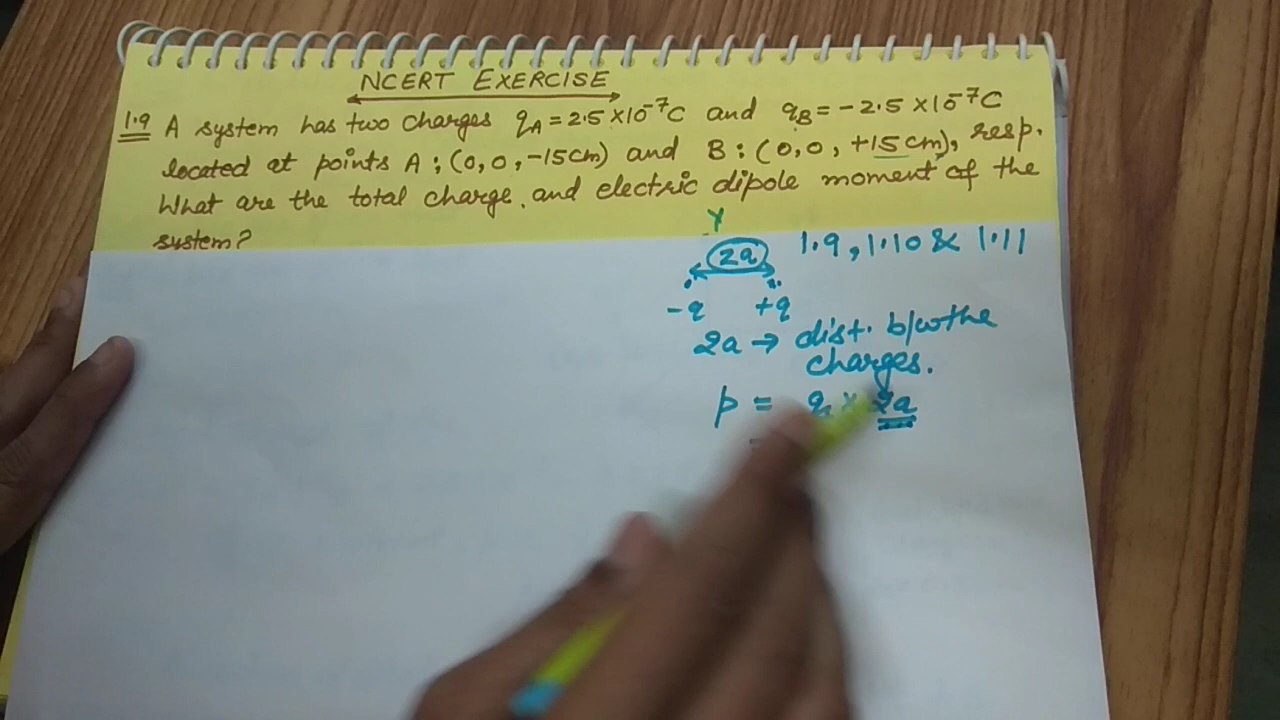 NCERT EXERCISE
1.9 A system has two charges qA = 2.5 × 10⁻⁷C and qB = -2.5 × 10⁻⁷C
located at points A : (0, 0, -15cm) and B : (0, 0, +15cm), resp.
What are the total charge, and electric dipole moment of the
system?
2a
1.9, 1.10 & 1.11
-q +q
2a → dist. b/w the
charges.
p = q × 2a